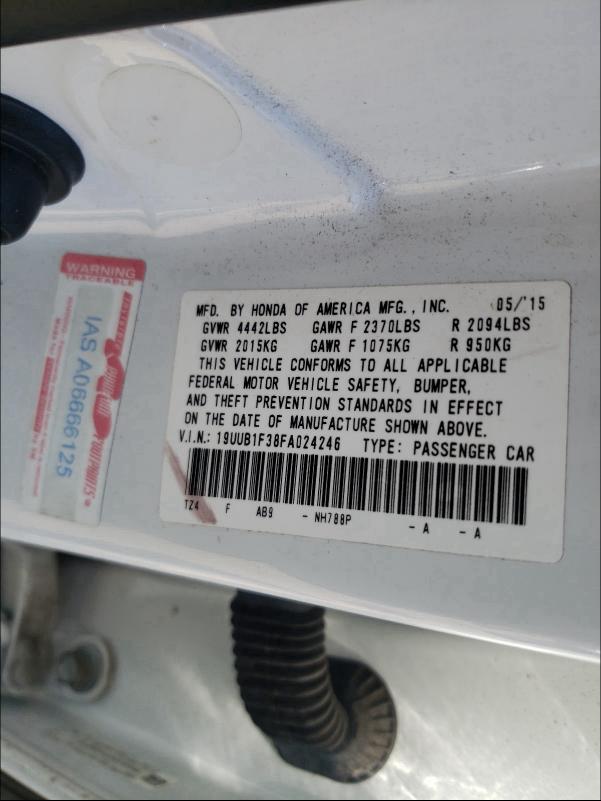 WARNING
TRACEABLE
IAS A06666125
MFD. BY HONDA OF AMERICA MFG., INC. 05/'15
GVWR 4442LBS GAWR F 2370LBS R 2094LBS
GVWR 2015KG GAWR F 1075KG R 950KG
THIS VEHICLE CONFORMS TO ALL APPLICABLE
FEDERAL MOTOR VEHICLE SAFETY, BUMPER,
AND THEFT PREVENTION STANDARDS IN EFFECT
ON THE DATE OF MANUFACTURE SHOWN ABOVE.
V.I.N.: 19UUB1F38FA024246 TYPE: PASSENGER CAR
TZ4 F AB9 - NH788P - A - A